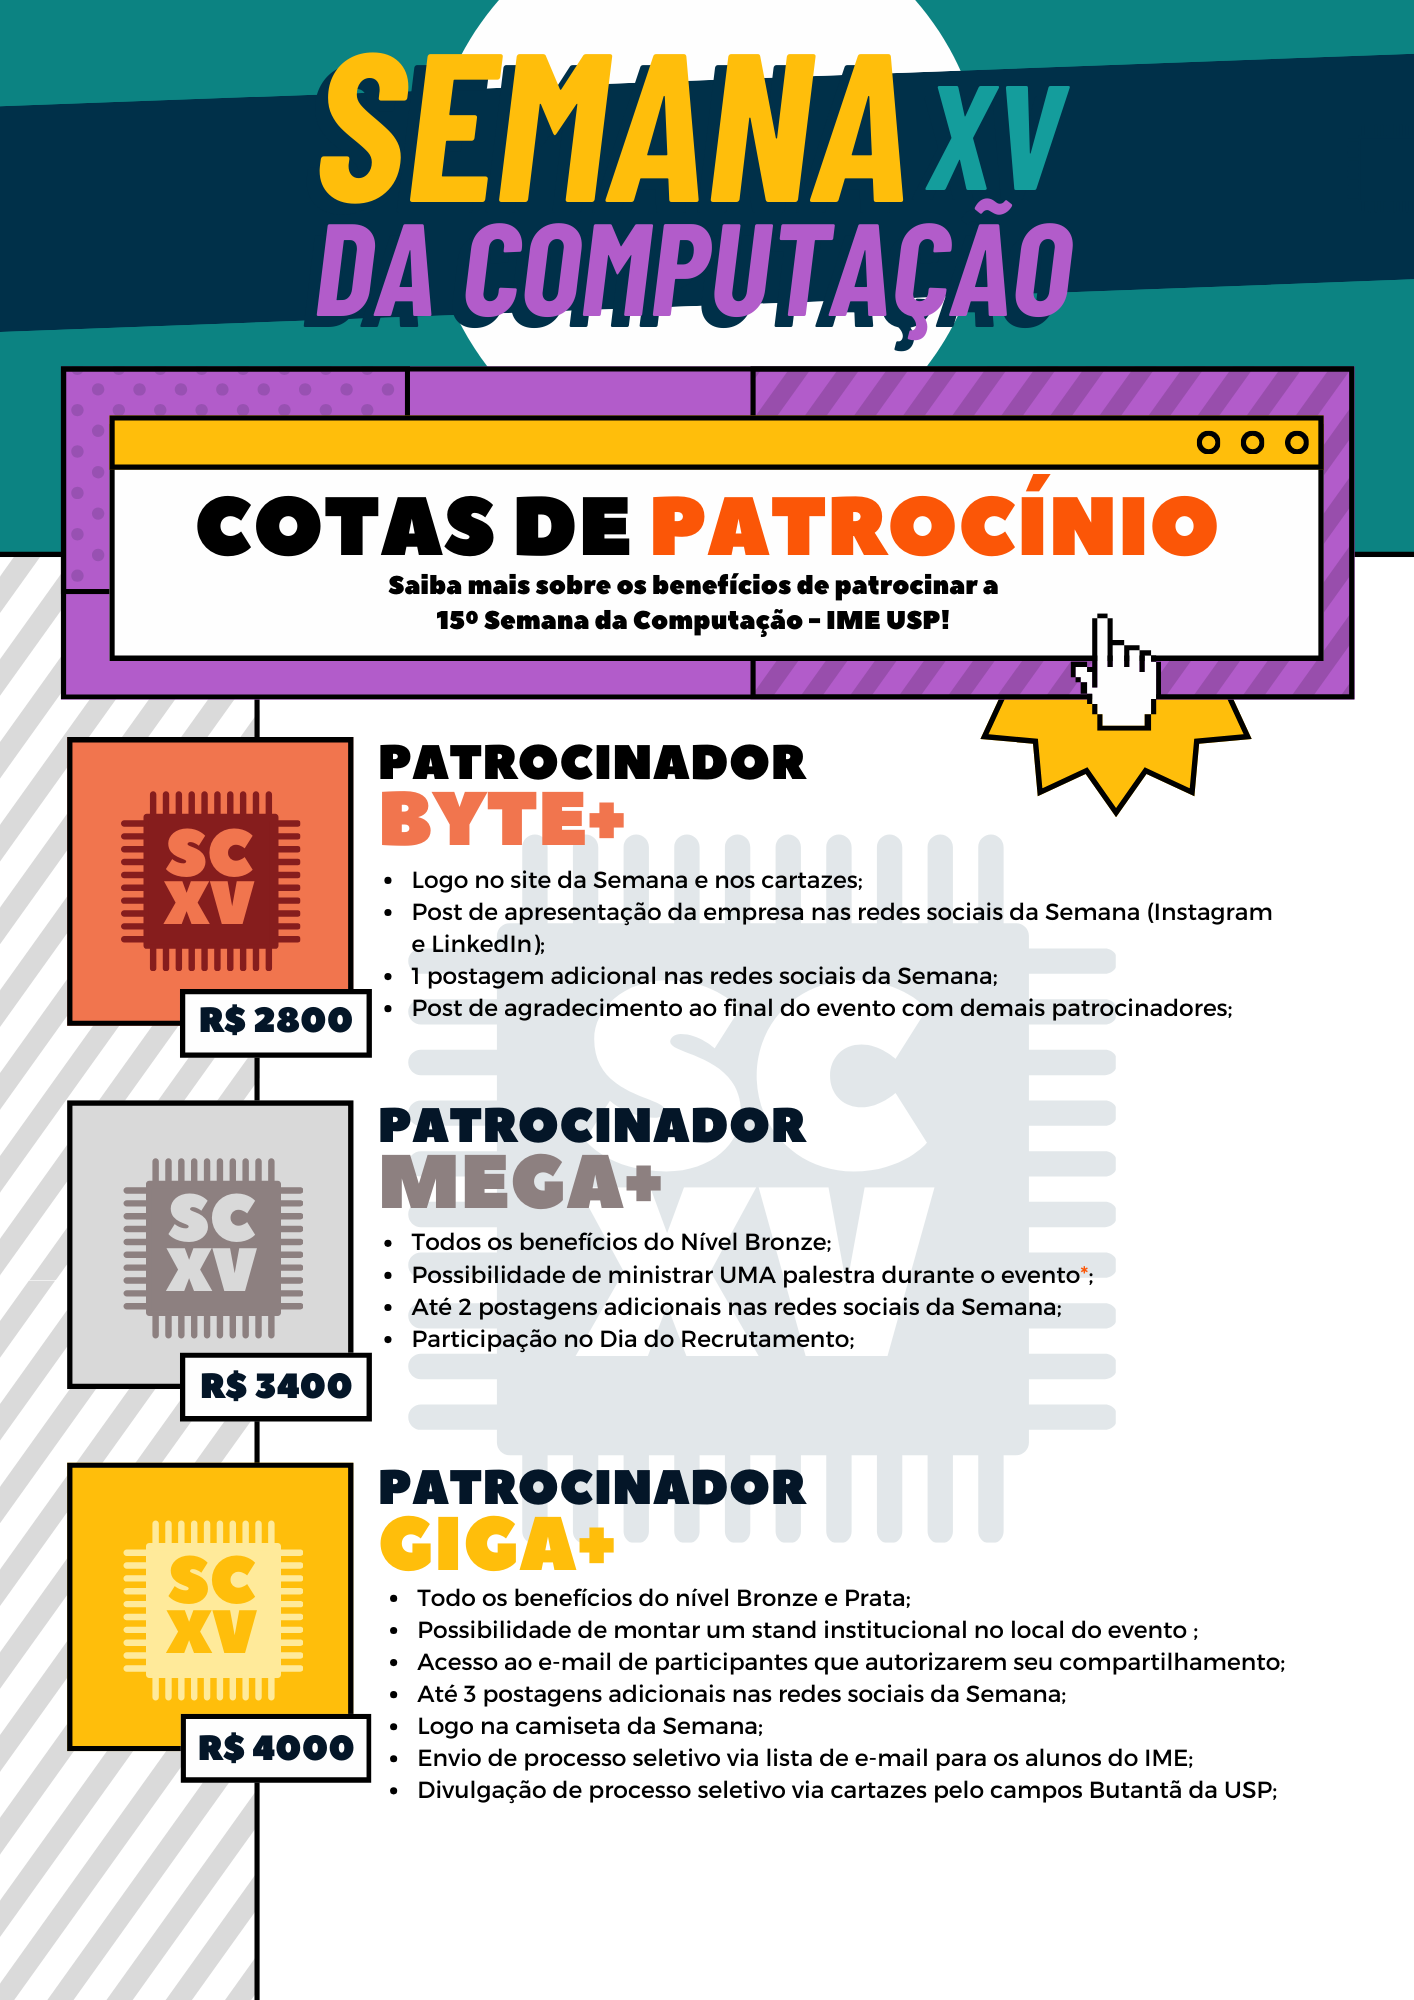 SEMANA XV
DA COMPUTAÇÃO
COTAS DE PATROCÍNIO
Saiba mais sobre os benefícios de patrocinar a
15º Semana da Computação - IME USP!
SC
XV
R$ 2800
PATROCINADOR
BYTE+
• Logo no site da Semana e nos cartazes;
• Post de apresentação da empresa nas redes sociais da Semana (Instagram
e LinkedIn);
• 1 postagem adicional nas redes sociais da Semana;
• Post de agradecimento ao final do evento com demais patrocinadores;
SC
XV
SC
XV
R$ 3400
PATROCINADOR
MEGA+
• Todos os benefícios do Nível Bronze;
• Possibilidade de ministrar UMA palestra durante o evento*;
• Até 2 postagens adicionais nas redes sociais da Semana;
• Participação no Dia do Recrutamento;
SC
XV
R$ 4000
PATROCINADOR
GIGA+
• Todo os benefícios do nível Bronze e Prata;
• Possibilidade de montar um stand institucional no local do evento ;
• Acesso ao e-mail de participantes que autorizarem seu compartilhamento;
• Até 3 postagens adicionais nas redes sociais da Semana;
• Logo na camiseta da Semana;
• Envio de processo seletivo via lista de e-mail para os alunos do IME;
• Divulgação de processo seletivo via cartazes pelo campos Butantã da USP;